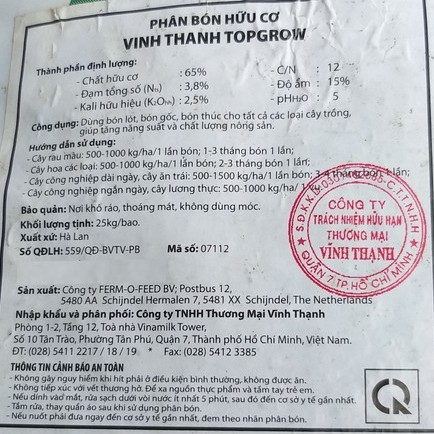 PHÂN BÓN HỮU CƠ
VINH THANH TOPGROW
Thành phần định lượng:
- Chất hữu cơ : 65% - C/N : 12
- Đạm tổng số (Nts) : 3,8% - Độ ẩm : 15%
- Kali hữu hiệu (K₂Ohh) : 2,5% - pHH₂O : 5
Công dụng: Dùng bón lót, bón gốc, bón thúc cho tất cả các loại cây trồng,
giúp tăng năng suất và chất lượng nông sản.
Hướng dẫn sử dụng:
- Cây rau màu: 500-1000 kg/ha/1 lần bón; 1-3 tháng bón 1 lần;
- Cây hoa các loại: 500-1000 kg/ha/1 lần bón; 2-3 tháng bón 1 lần;
- Cây công nghiệp dài ngày, cây ăn trái: 500-1500 kg/ha/1 lần bón; 3-4 tháng bón 1 lần;
- Cây công nghiệp ngắn ngày, cây lương thực: 500-1000 kg/ha/
Bảo quản: Nơi khô ráo, thoáng mát, không dùng móc.
Khối lượng tịnh: 25kg/bao.
Xuất xứ: Hà Lan
Số QĐLH: 559/QĐ-BVTV-PB Mã số: 07112
CÔNG TY
TRÁCH NHIỆM HỮU HẠN
THƯƠNG MẠI
VĨNH THẠNH
QUẬN 7 T.P. HỒ CHÍ MINH
Sản xuất: Công ty FERM-O-FEED BV; Postbus 12,
5480 AA Schijndel Hermalen 7, 5481 XX Schijndel, The Netherlands
Nhập khẩu và phân phối: Công ty TNHH Thương Mại Vĩnh Thạnh
Phòng 1-2, Tầng 12, Toà nhà Vinamilk Tower,
Số 10 Tân Trào, Phường Tân Phú, Quận 7, Thành phố Hồ Chí Minh, Việt Nam.
ĐT: (028) 5411 2217 / 18 / 19 * Fax: (028) 5412 3385
THÔNG TIN CẢNH BÁO AN TOÀN
- Không gây nguy hiểm khi hít phải ở điều kiện bình thường, không được ăn.
- Không tiếp xúc với vết thương hở. Để xa nguồn thực phẩm và tầm tay trẻ em.
- Nếu dính vào mắt, rửa sạch dưới vòi nước ít nhất 5 phút, sau đó đến cơ sở y tế gần nhất.
- Tắm rửa, thay quần áo sau khi sử dụng phân bón.
- Nếu nuốt phải đưa ngay đến cơ sở y tế gần nhất, đem theo nhãn phân bón.